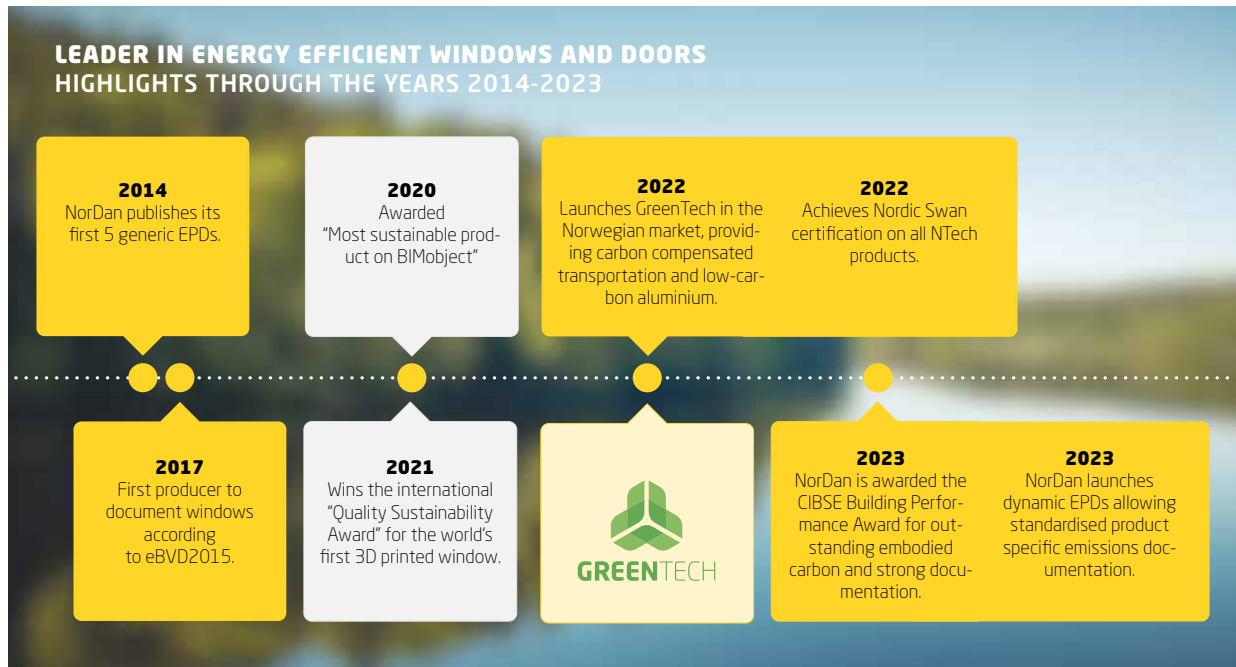 LEADER IN ENERGY EFFICIENT WINDOWS AND DOORS
HIGHLIGHTS THROUGH THE YEARS 2014-2023
2014
NorDan publishes its
first 5 generic EPDs.
2020
Awarded
“Most sustainable prod-
uct on BIMobject”
2022
Launches GreenTech in the
Norwegian market, provid-
ing carbon compensated
transportation and low-car-
bon aluminium.
2022
Achieves Nordic Swan
certification on all NTech
products.
2017
First producer to
document windows
according
to eBVD2015.
2021
Wins the international
“Quality Sustainability
Award” for the world’s
first 3D printed window.
GREENTECH
2023
NorDan is awarded the
CIBSE Building Perfor-
mance Award for out-
standing embodied
carbon and strong docu-
mentation.
2023
NorDan launches
dynamic EPDs allowing
standardised product
specific emissions doc-
umentation.